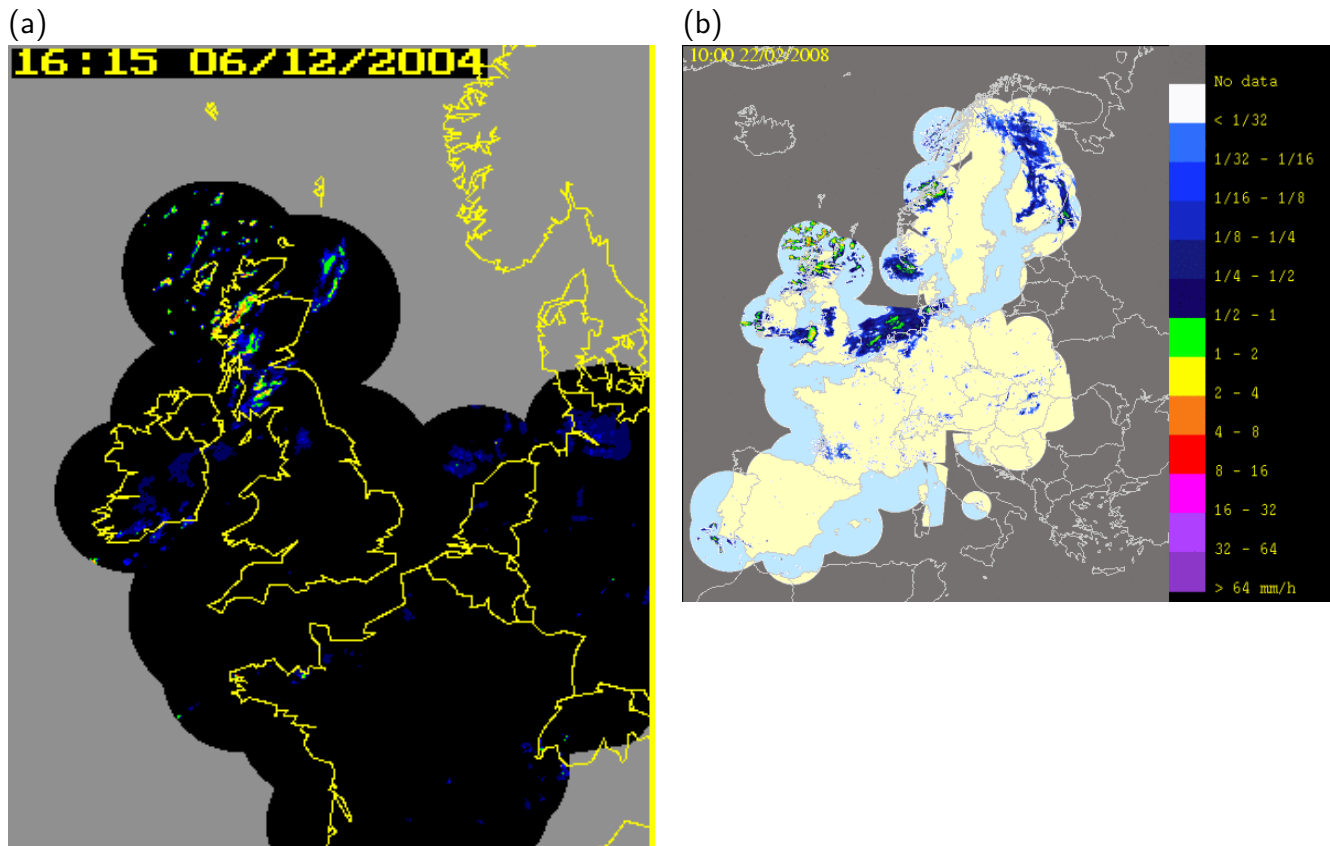 (a)
16:15 06/12/2004
(b)
10:00 22/02/2008
No data
< 1/32
1/32 - 1/16
1/16 - 1/8
1/8 - 1/4
1/4 - 1/2
1/2 - 1
1 - 2
2 - 4
4 - 8
8 - 16
16 - 32
32 - 64
> 64 mm/h